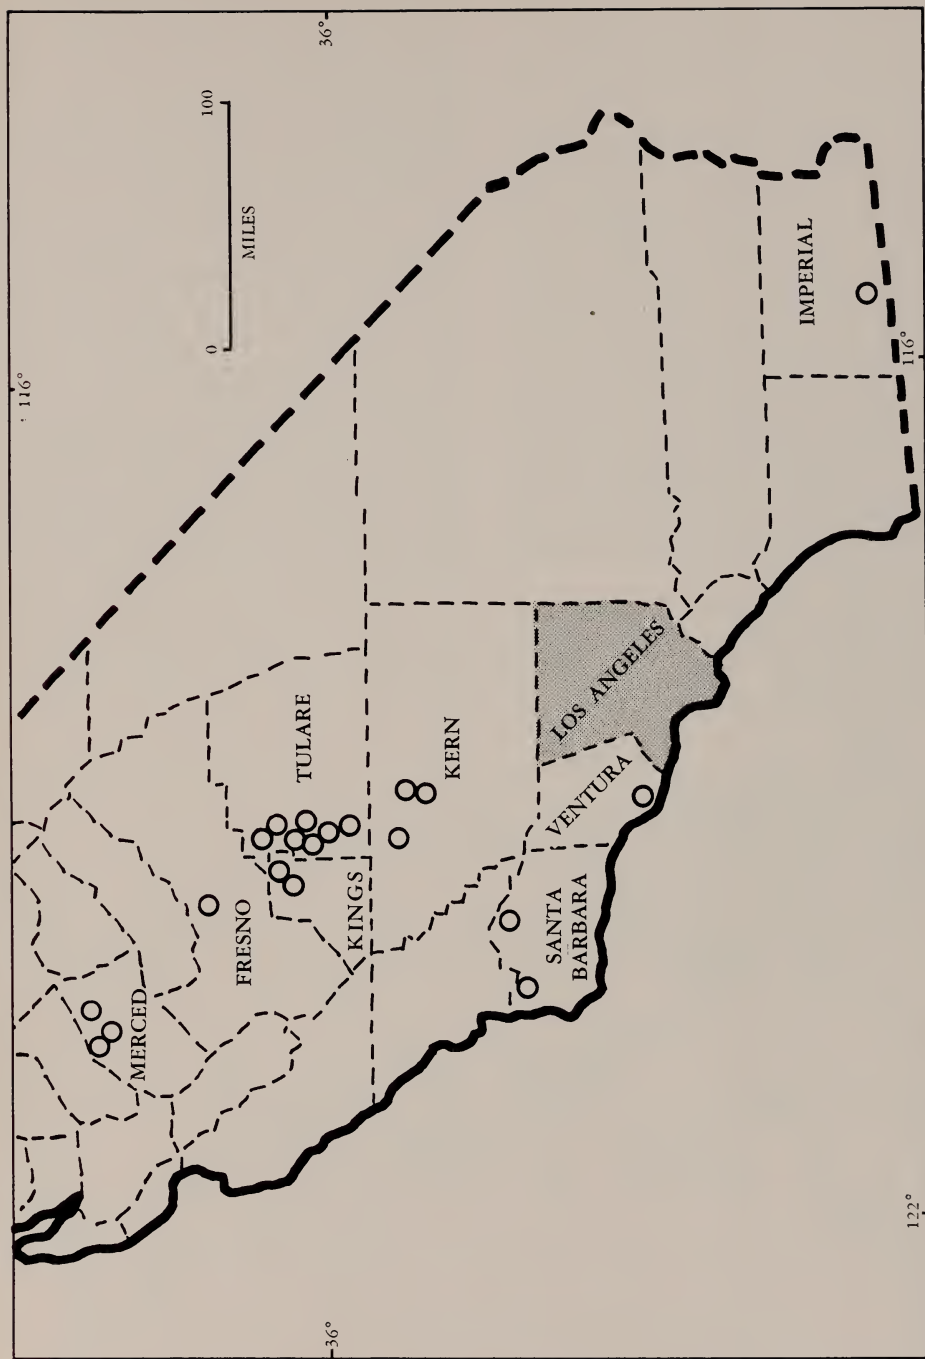 116°
36°
0
100
MILES
MERCED
FRESNO
KINGS
TULARE
KERN
SANTA
BARBARA
VENTURA
LOS ANGELES
IMPERIAL
36°
122°
116°